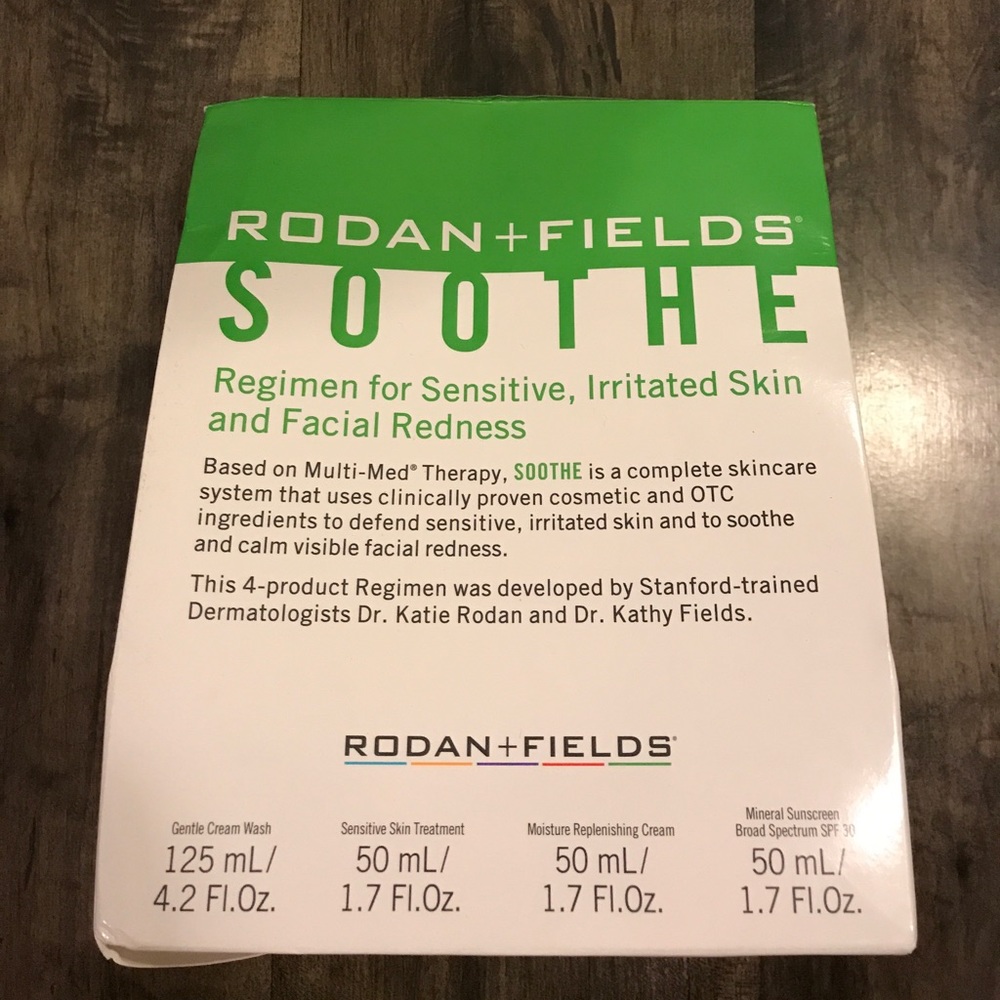 RODAN+FIELDS®
SOOTHE
Regimen for Sensitive, Irritated Skin
and Facial Redness
Based on Multi-Med® Therapy, SOOTHE is a complete skincare
system that uses clinically proven cosmetic and OTC
ingredients to defend sensitive, irritated skin and to soothe
and calm visible facial redness.
This 4-product Regimen was developed by Stanford-trained
Dermatologists Dr. Katie Rodan and Dr. Kathy Fields.
RODAN+FIELDS®
Gentle Cream Wash
125 mL/
4.2 Fl.Oz.
Sensitive Skin Treatment
50 mL/
1.7 Fl.Oz.
Moisture Replenishing Cream
50 mL/
1.7 Fl.Oz.
Mineral Sunscreen
Broad Spectrum SPF 30
50 mL/
1.7 Fl.Oz.